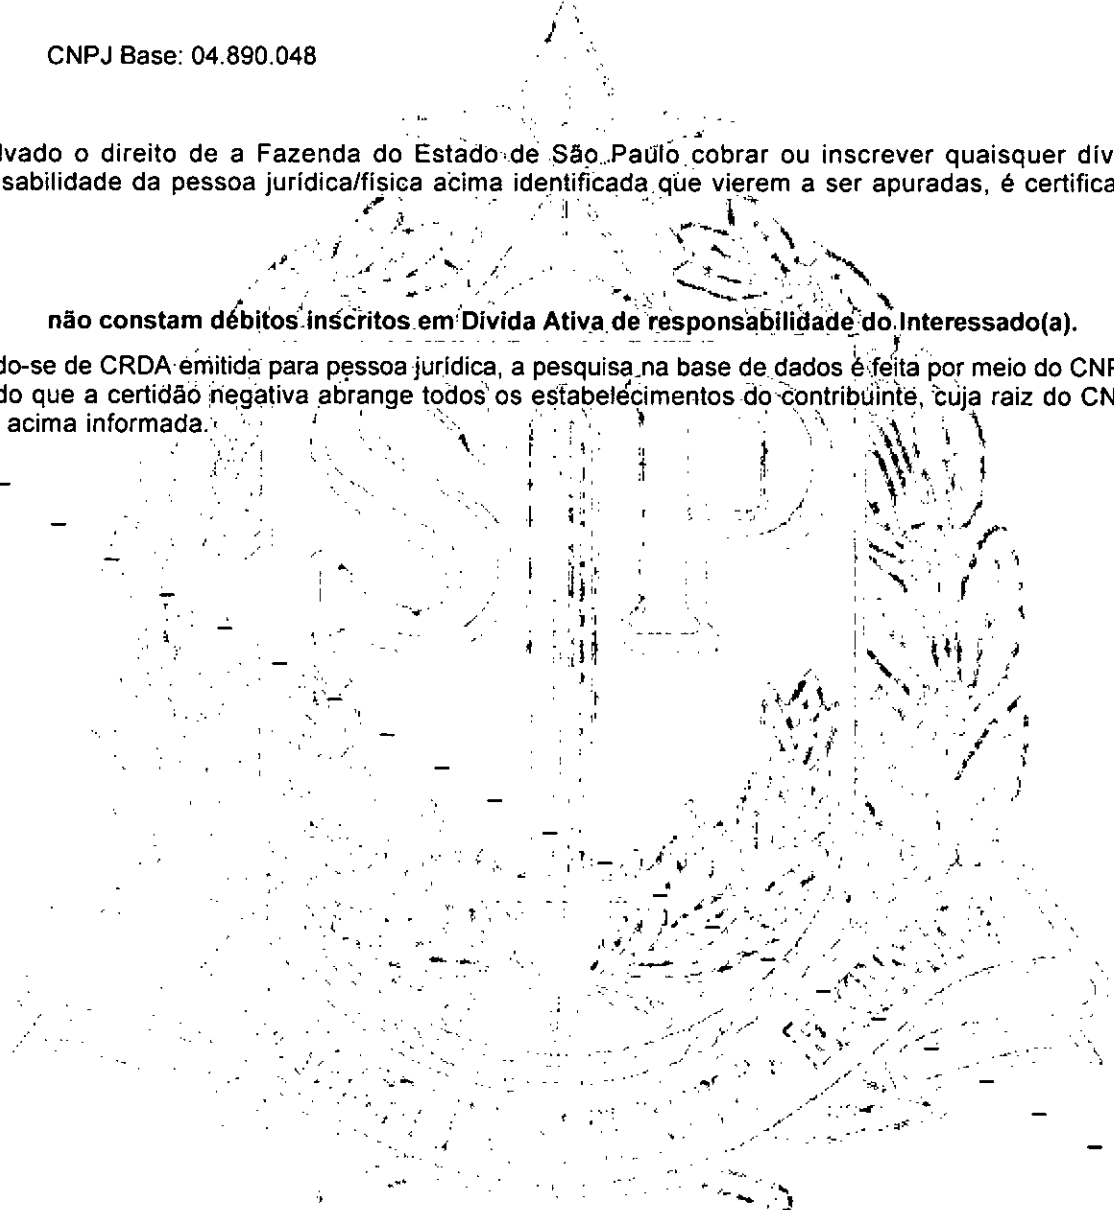 CNPJ Base: 04.890.048
lvado o direito de a Fazenda do Estado de São Paulo cobrar ou inscrever quaisquer dív
sabilidade da pessoa jurídica/física acima identificada que vierem a ser apuradas, é certifica
não constam débitos inscritos em Dívida Ativa de responsabilidade do Interessado(a).
do-se de CRDA emitida para pessoa jurídica, a pesquisa na base de dados é feita por meio do CNP
do que a certidão negativa abrange todos os estabelecimentos do contribuinte, cuja raiz do CN
acima informada.
SP